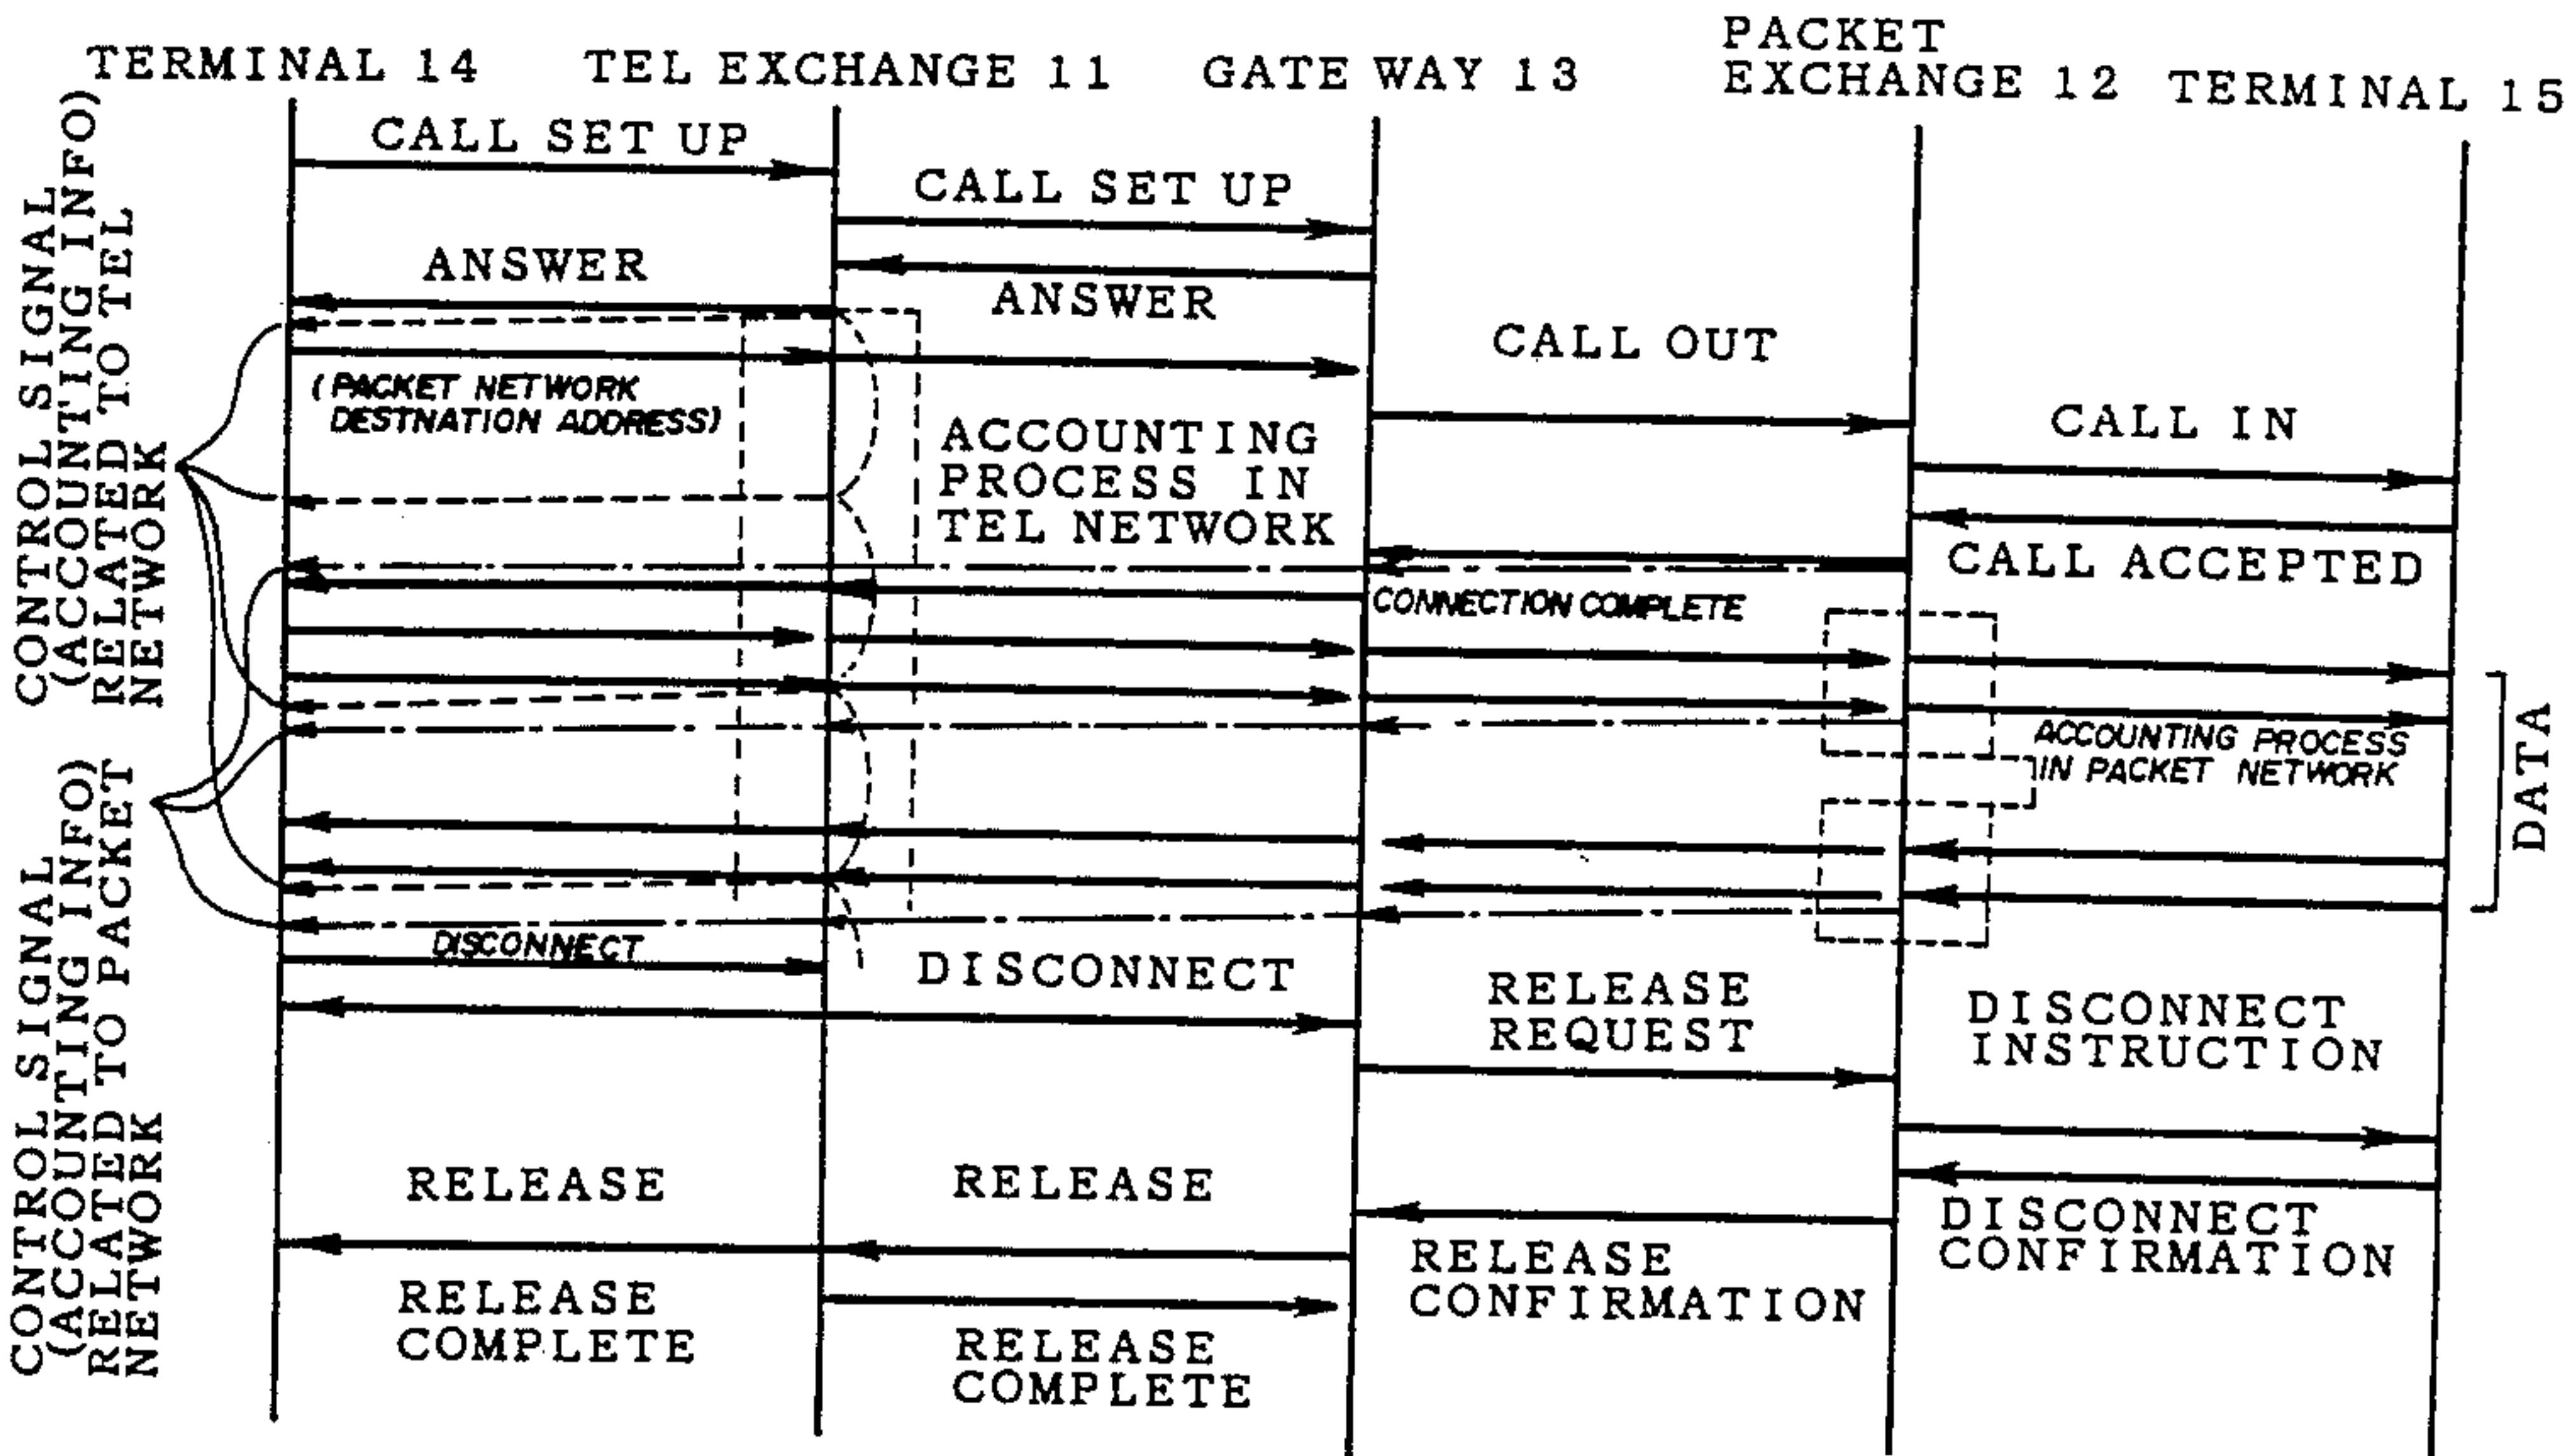 TERMINAL 14
TEL EXCHANGE 11
GATE WAY 13
PACKET
EXCHANGE 12
TERMINAL 15
CALL SET UP
CALL SET UP
ANSWER
ANSWER
(PACKET NETWORK
DESTNATION ADDRESS)
CALL OUT
CALL IN
ACCOUNTING
PROCESS IN
TEL NETWORK
CALL ACCEPTED
CONNECTION COMPLETE
ACCOUNTING PROCESS
IN PACKET NETWORK
DATA
CONTROL SIGNAL
(ACCOUNTING INFO)
RELATED TO TEL
NETWORK
CONTROL SIGNAL
(ACCOUNTING INFO)
RELATED TO PACKET
NETWORK
DISCONNECT
DISCONNECT
RELEASE
REQUEST
DISCONNECT
INSTRUCTION
RELEASE
RELEASE
DISCONNECT
CONFIRMATION
RELEASE
CONFIRMATION
RELEASE
COMPLETE
RELEASE
COMPLETE